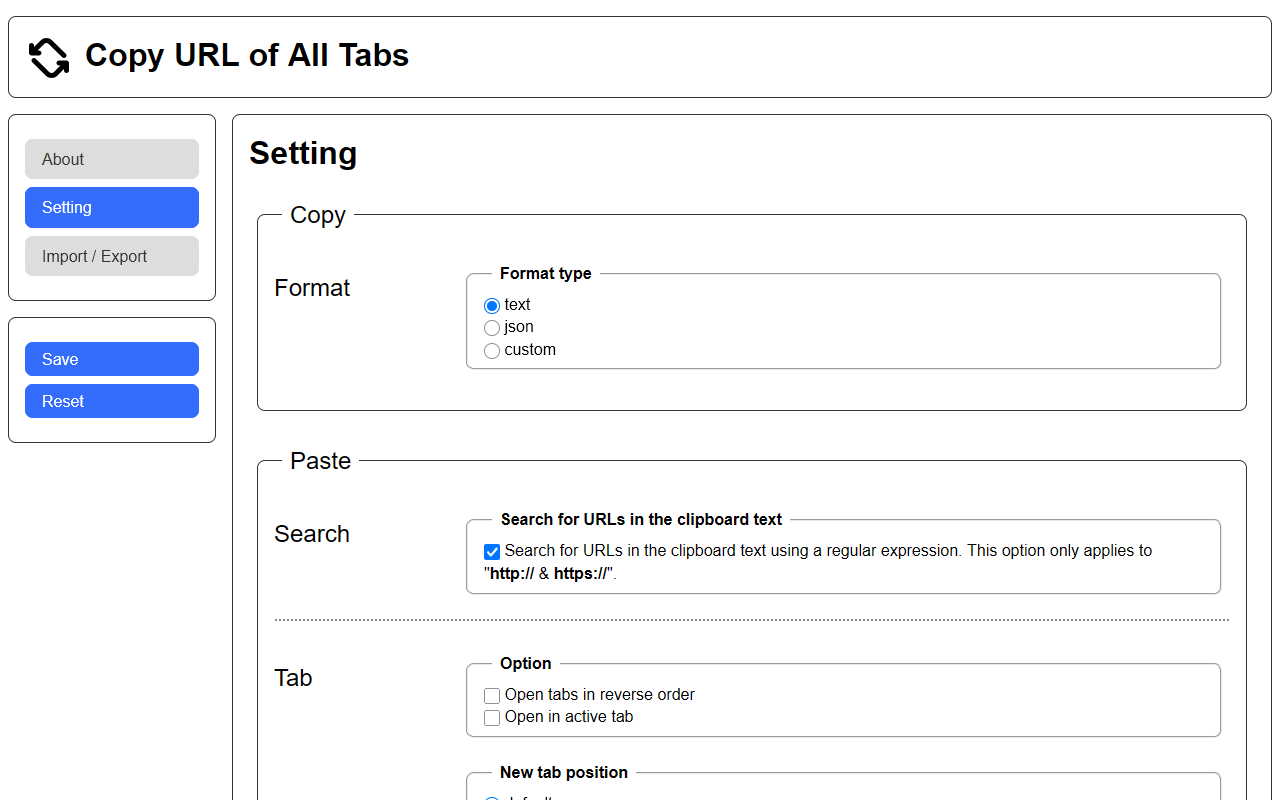 Copy URL of All Tabs
About
Setting
Import / Export
Save
Reset
Setting
Copy
Format
Format type
text
json
custom
Paste
Search
Search for URLs in the clipboard text
Search for URLs in the clipboard text using a regular expression. This option only applies to
"http:// & https://".
Tab
Option
Open tabs in reverse order
Open in active tab
New tab position
default